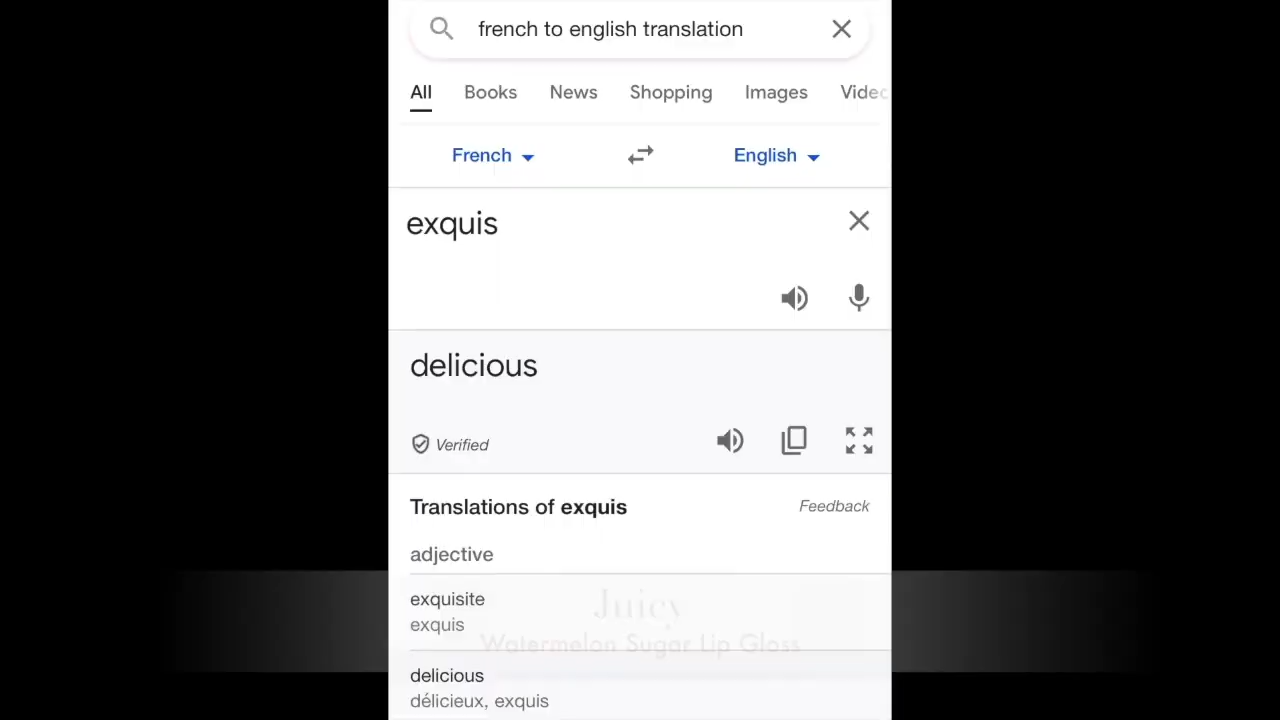 french to english translation
All Books News Shopping Images Video
French English
exquis
delicious
Verified
Translations of exquis Feedback
adjective
exquisite
exquis
Juicy
Watermelon Sugar Lip Gloss
delicious
délicieux, exquis